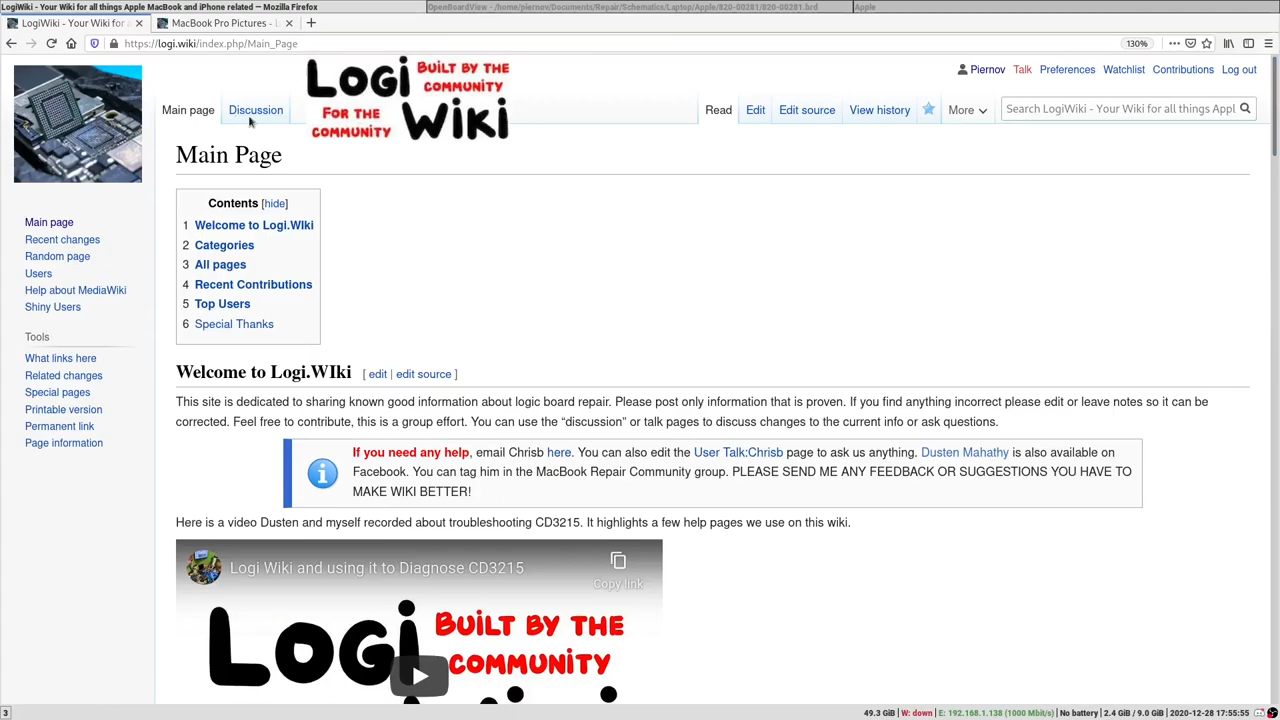 LogiWiki - Your Wiki for all things Apple MacBook and iPhone related — Mozilla Firefox
OpenBoardView - /home/piernov/Documents/Repair/Schematics/Laptop/Apple/820-00281/820-00281.brd
Apple
LogiWiki - Your Wiki for a
MacBook Pro Pictures - L
https://logi.wiki/index.php/Main_Page
130%
LOGI BUILT BY THE COMMUNITY
FOR THE COMMUNITY WIKI
Piernov Talk Preferences Watchlist Contributions Log out
Main page Discussion Read Edit Edit source View history More Search LogiWiki - Your Wiki for all things Appl
Main Page
Contents [hide]
1 Welcome to Logi.WIki
2 Categories
3 All pages
4 Recent Contributions
5 Top Users
6 Special Thanks
Main page
Recent changes
Random page
Users
Help about MediaWiki
Shiny Users
Tools
What links here
Related changes
Special pages
Printable version
Permanent link
Page information
Welcome to Logi.WIki [ edit | edit source ]
This site is dedicated to sharing known good information about logic board repair. Please post only information that is proven. If you find anything incorrect please edit or leave notes so it can be
corrected. Feel free to contribute, this is a group effort. You can use the “discussion” or talk pages to discuss changes to the current info or ask questions.
If you need any help, email Chrisb here. You can also edit the User Talk:Chrisb page to ask us anything. Dusten Mahathy is also available on
Facebook. You can tag him in the MacBook Repair Community group. PLEASE SEND ME ANY FEEDBACK OR SUGGESTIONS YOU HAVE TO
MAKE WIKI BETTER!
Here is a video Dusten and myself recorded about troubleshooting CD3215. It highlights a few help pages we use on this wiki.
Logi Wiki and using it to Diagnose CD3215
Copy link
LOGI BUILT BY THE
COMMUNITY
3
49.3 GiB | W: down | E: 192.168.1.138 (1000 Mbit/s) | No battery | 2.4 GiB / 9.0 GiB | 2020-12-28 17:55:55